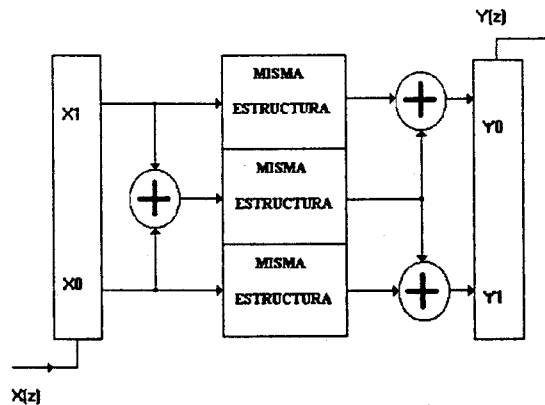 Y(z)
MISMA
ESTRUCTURA
X1
Y0
MISMA
ESTRUCTURA
MISMA
X0
ESTRUCTURA
Y1
X(z)